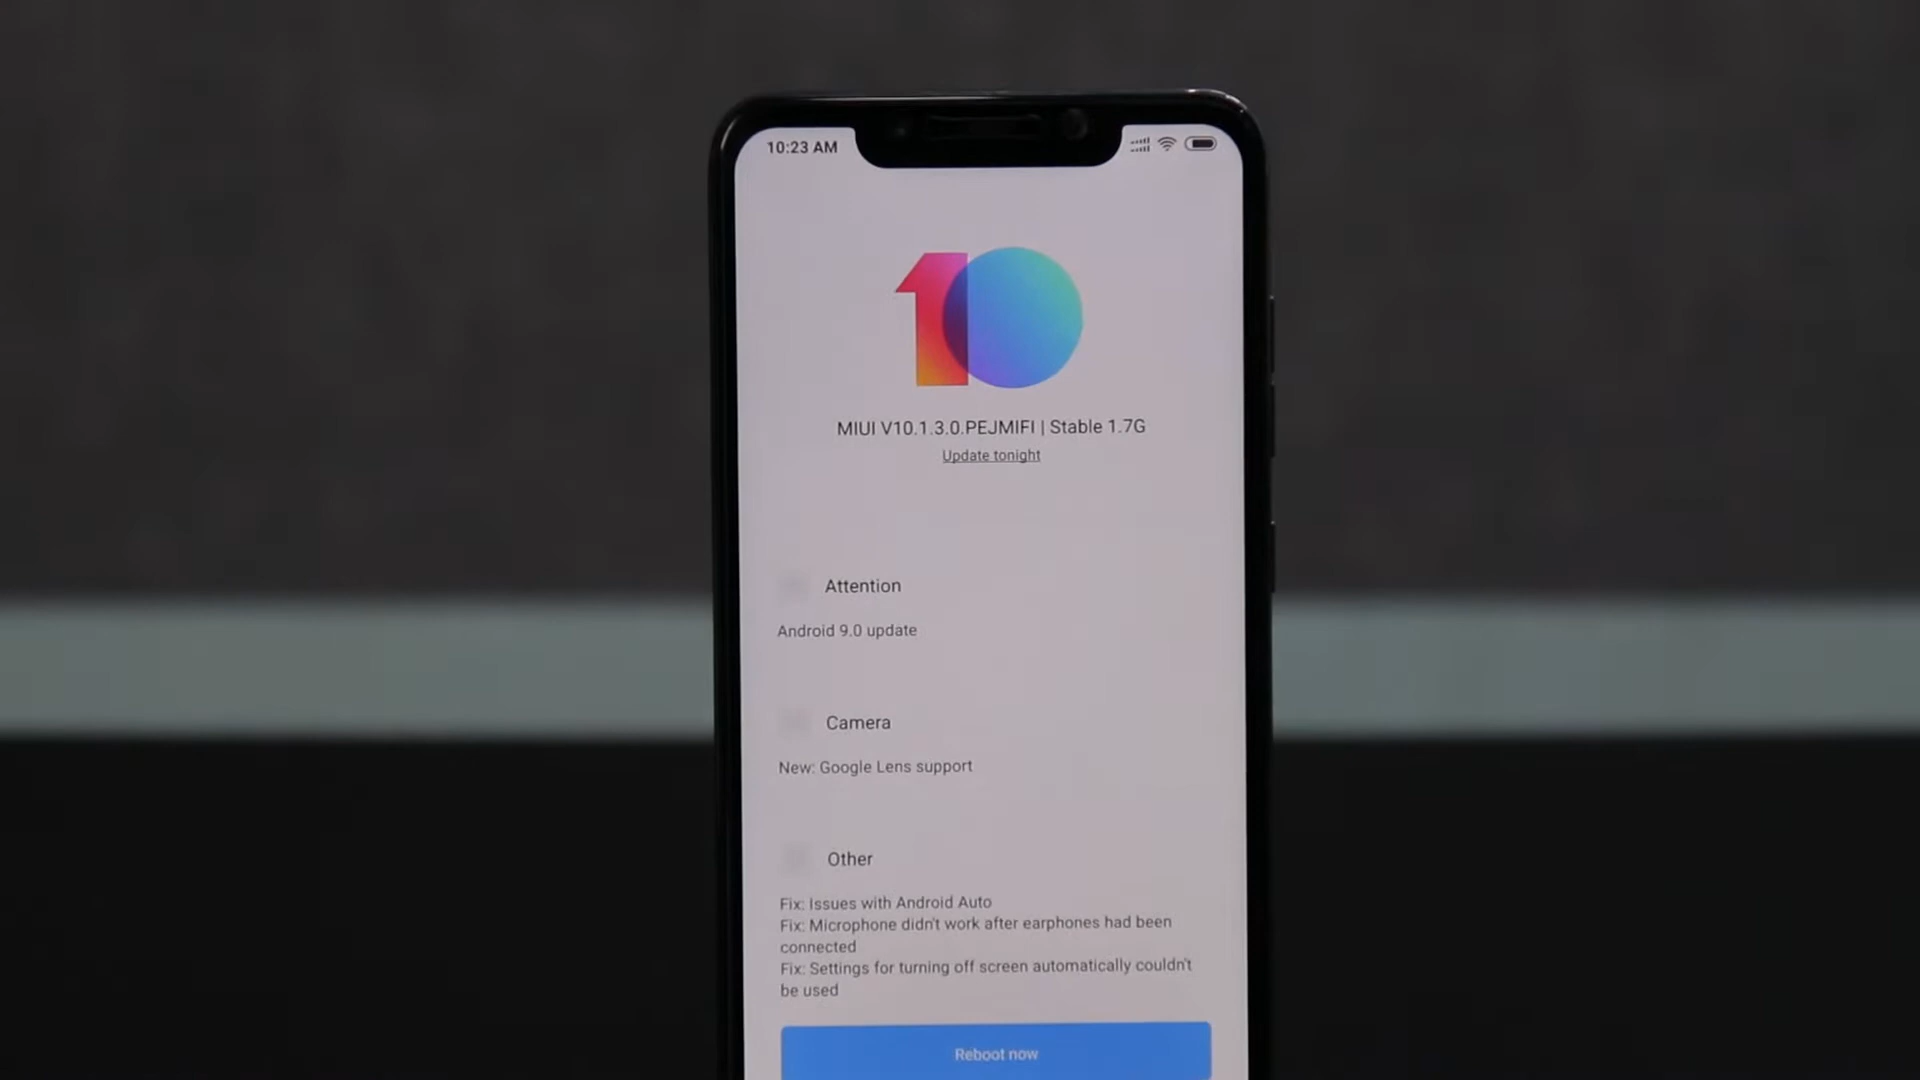 10:23 AM
10
MIUI V10.1.3.0.PEJMIFI | Stable 1.7G
Update tonight
Attention
Android 9.0 update
Camera
New: Google Lens support
Other
Fix: Issues with Android Auto
Fix: Microphone didn't work after earphones had been
connected
Fix: Settings for turning off screen automatically couldn't
be used
Reboot now